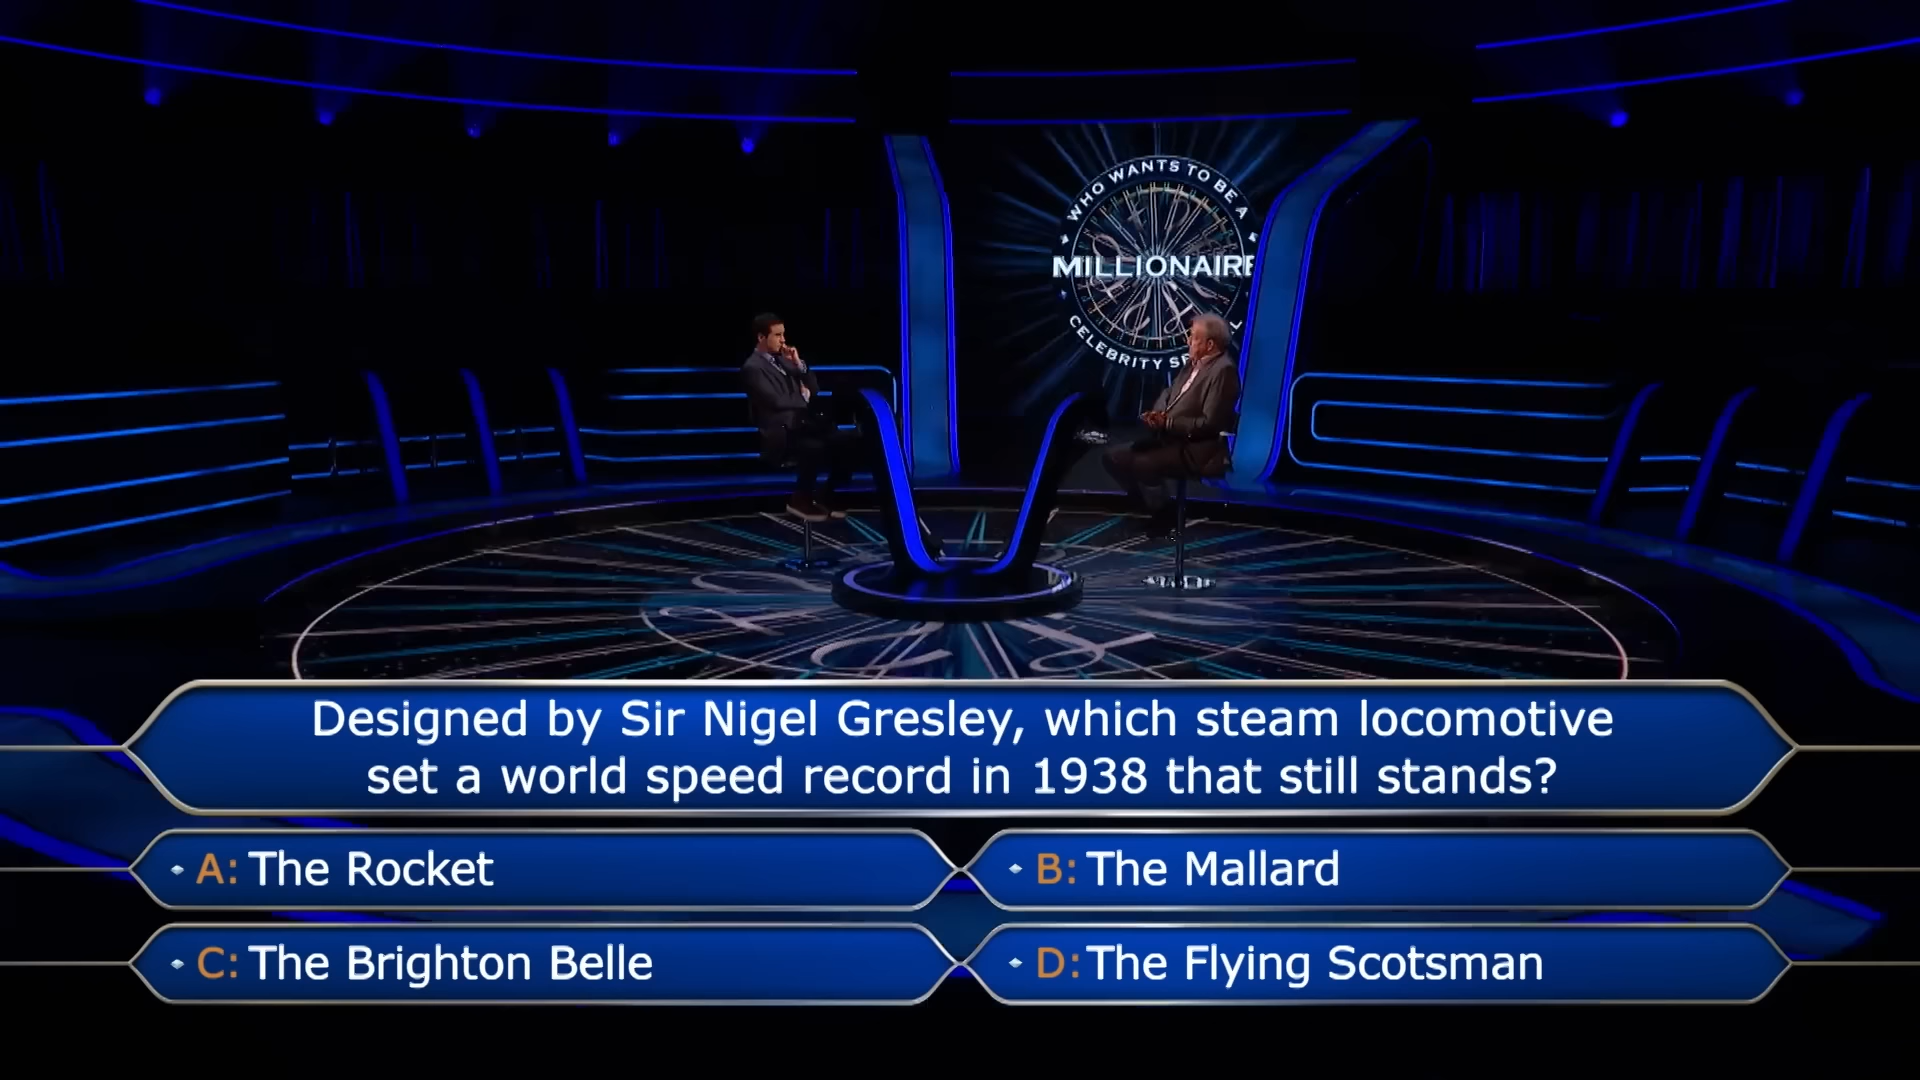 WHO WANTS TO BE A
MILLIONAIRE
CELEBRITY
Designed by Sir Nigel Gresley, which steam locomotive
set a world speed record in 1938 that still stands?
A: The Rocket
B: The Mallard
C: The Brighton Belle
D: The Flying Scotsman